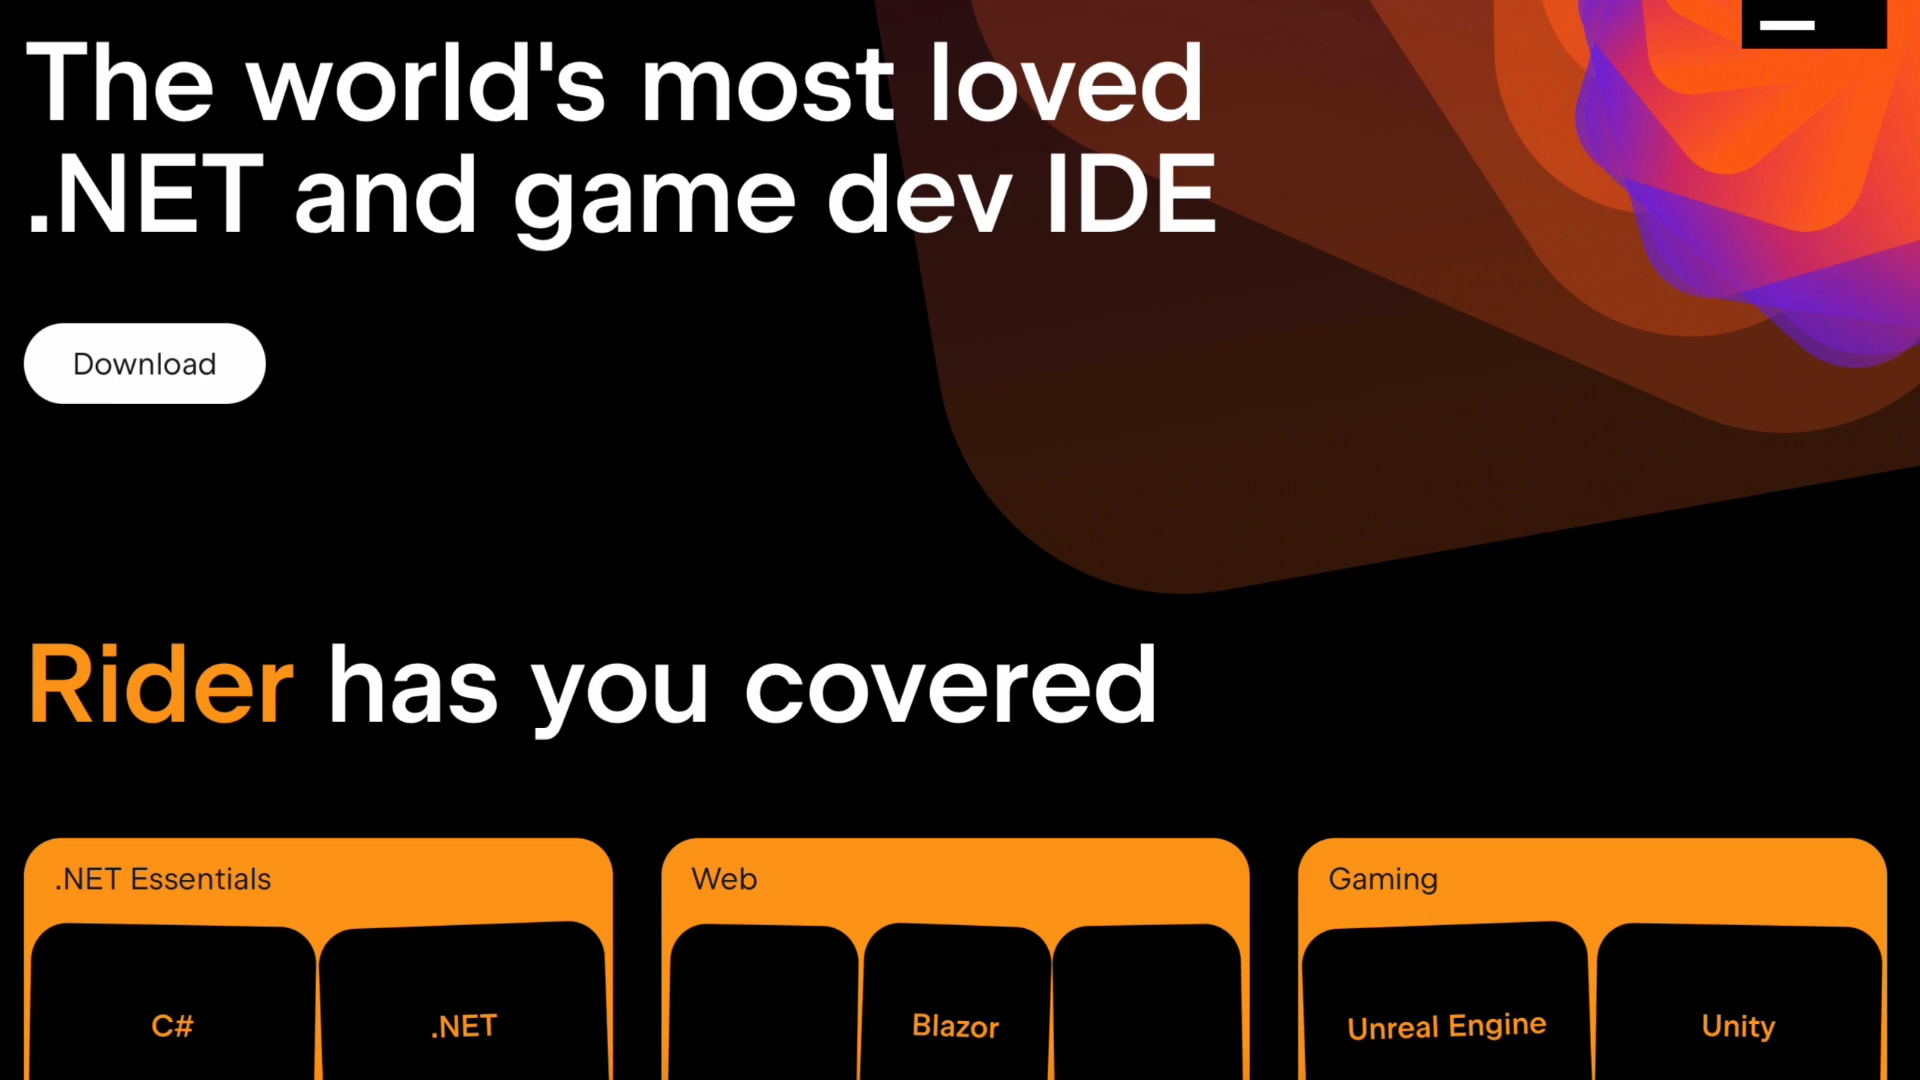 The world's most loved
.NET and game dev IDE
Download
Rider has you covered
.NET Essentials
Web
Gaming
C#
.NET
Blazor
Unreal Engine
Unity